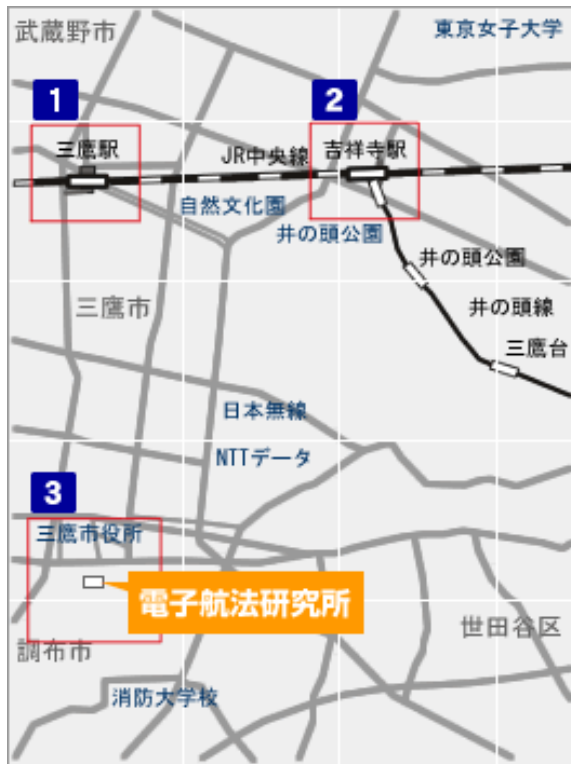 武蔵野市
東京女子大学
1
2
三鷹駅
JR中央線
吉祥寺駅
自然文化園
井の頭公園
井の頭公園
三鷹市
井の頭線
三鷹台
日本無線
NTTデータ
3
三鷹市役所
電子航法研究所
世田谷区
調布市
消防大学校